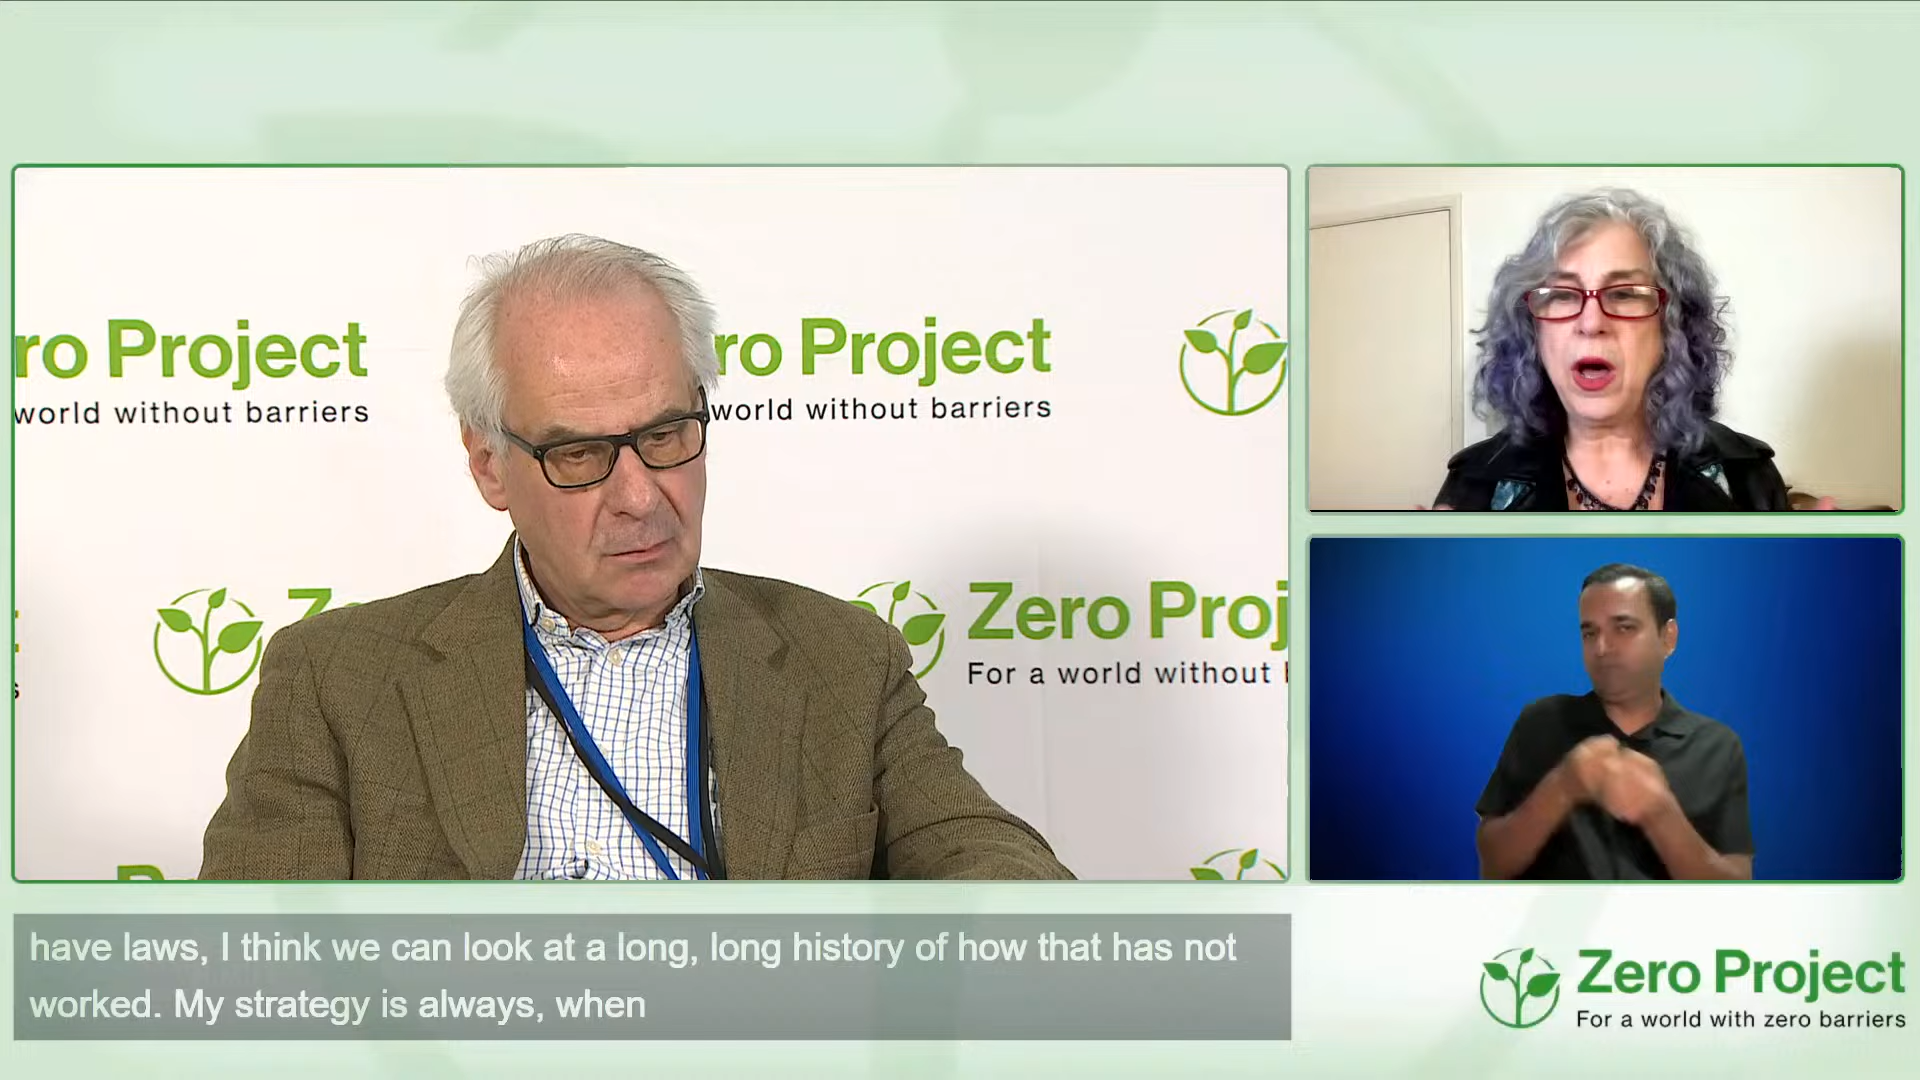 ro Project
world without barriers
ro Project
world without barriers
Zero Proj
For a world without
have laws, I think we can look at a long, long history of how that has not
worked. My strategy is always, when
Zero Project
For a world with zero barriers